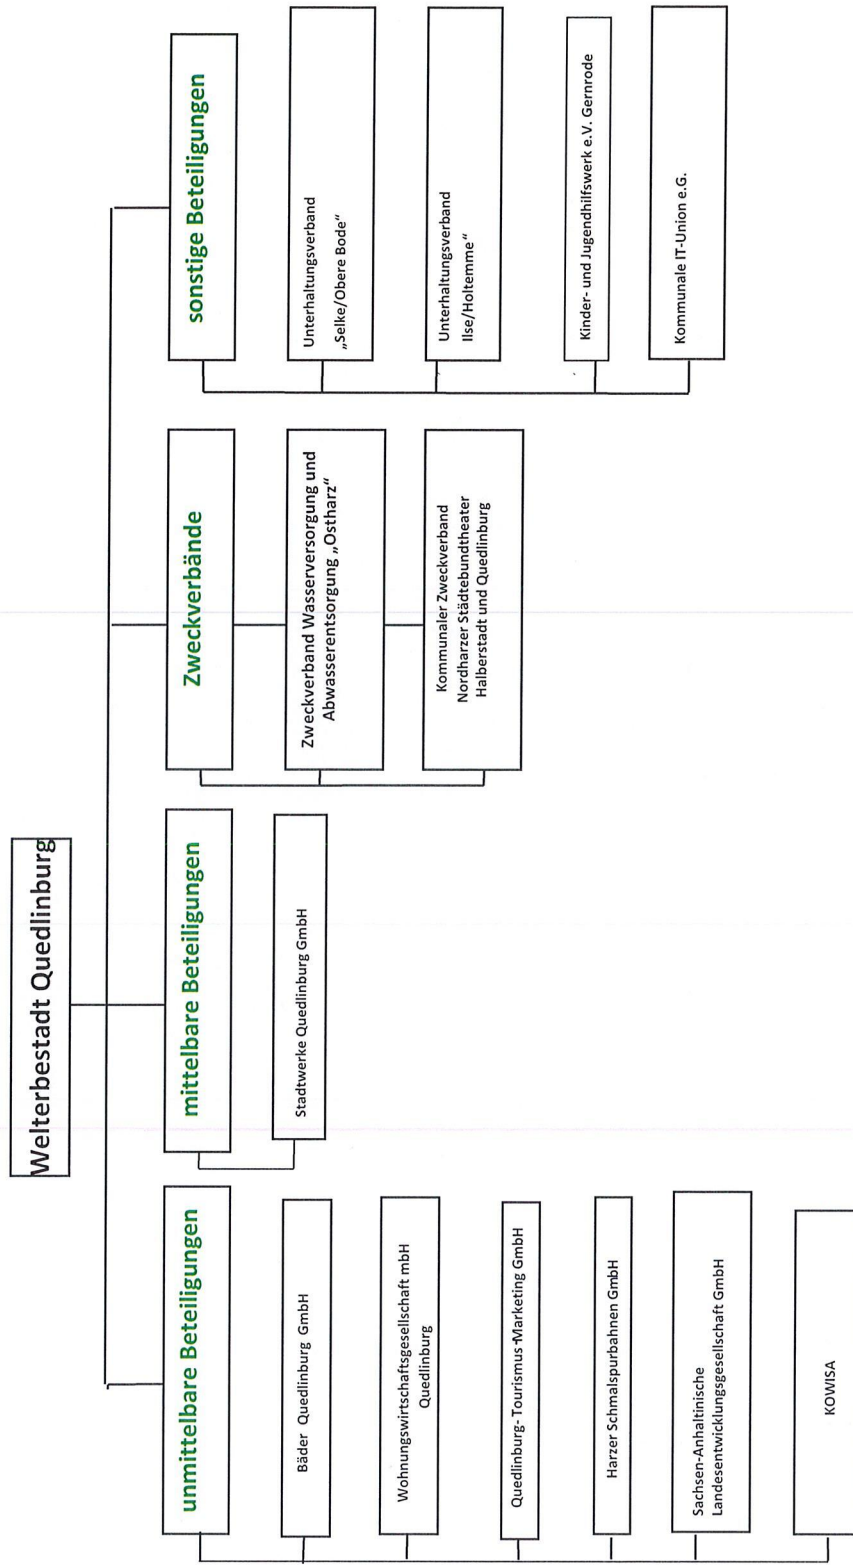 Welterbestadt Quedlinburg
unmittelbare Beteiligungen
Bäder Quedlinburg GmbH
Wohnungswirtschaftsgesellschaft mbH
Quedlinburg
Quedlinburg-Tourismus-Marketing GmbH
Harzer Schmalspurbahnen GmbH
Sachsen-Anhaltinische
Landesentwicklungsgesellschaft GmbH
KOWISA
mittelbare Beteiligungen
Stadtwerke Quedlinburg GmbH
Zweckverbände
Zweckverband Wasserversorgung und
Abwasserentsorgung „Ostharz“
Kommunaler Zweckverband
Nordharzer Städtebundtheater
Halberstadt und Quedlinburg
sonstige Beteiligungen
Unterhaltungsverband
„Selke/Obere Bode“
Unterhaltungsverband
Ilse/Holtemme“
Kinder- und Jugendhilfswerk e.V. Gernrode
Kommunale IT-Union e.G.